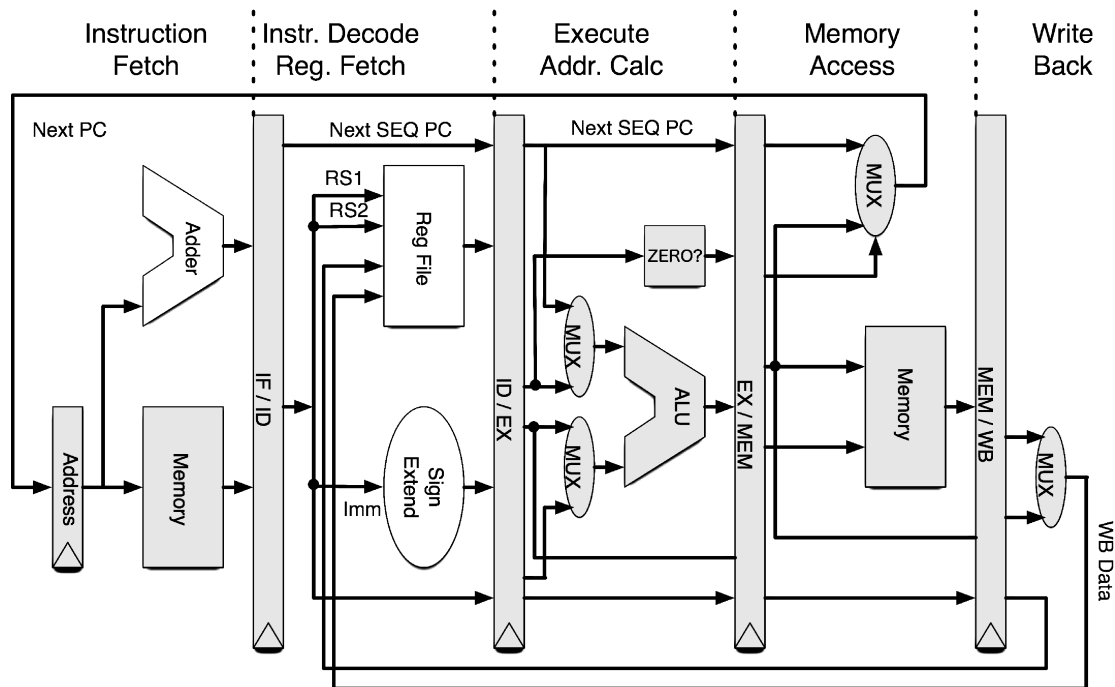 Instruction
Fetch
Instr. Decode
Reg. Fetch
Execute
Addr. Calc
Memory
Access
Write
Back
Next PC
Next SEQ PC
Next SEQ PC
RS1
RS2
Reg File
Adder
MUX
ZERO?
MUX
ALU
Memory
IF / ID
ID / EX
EX / MEM
MEM / WB
Address
Memory
Sign
Extend
Imm
MUX
MUX
WB Data